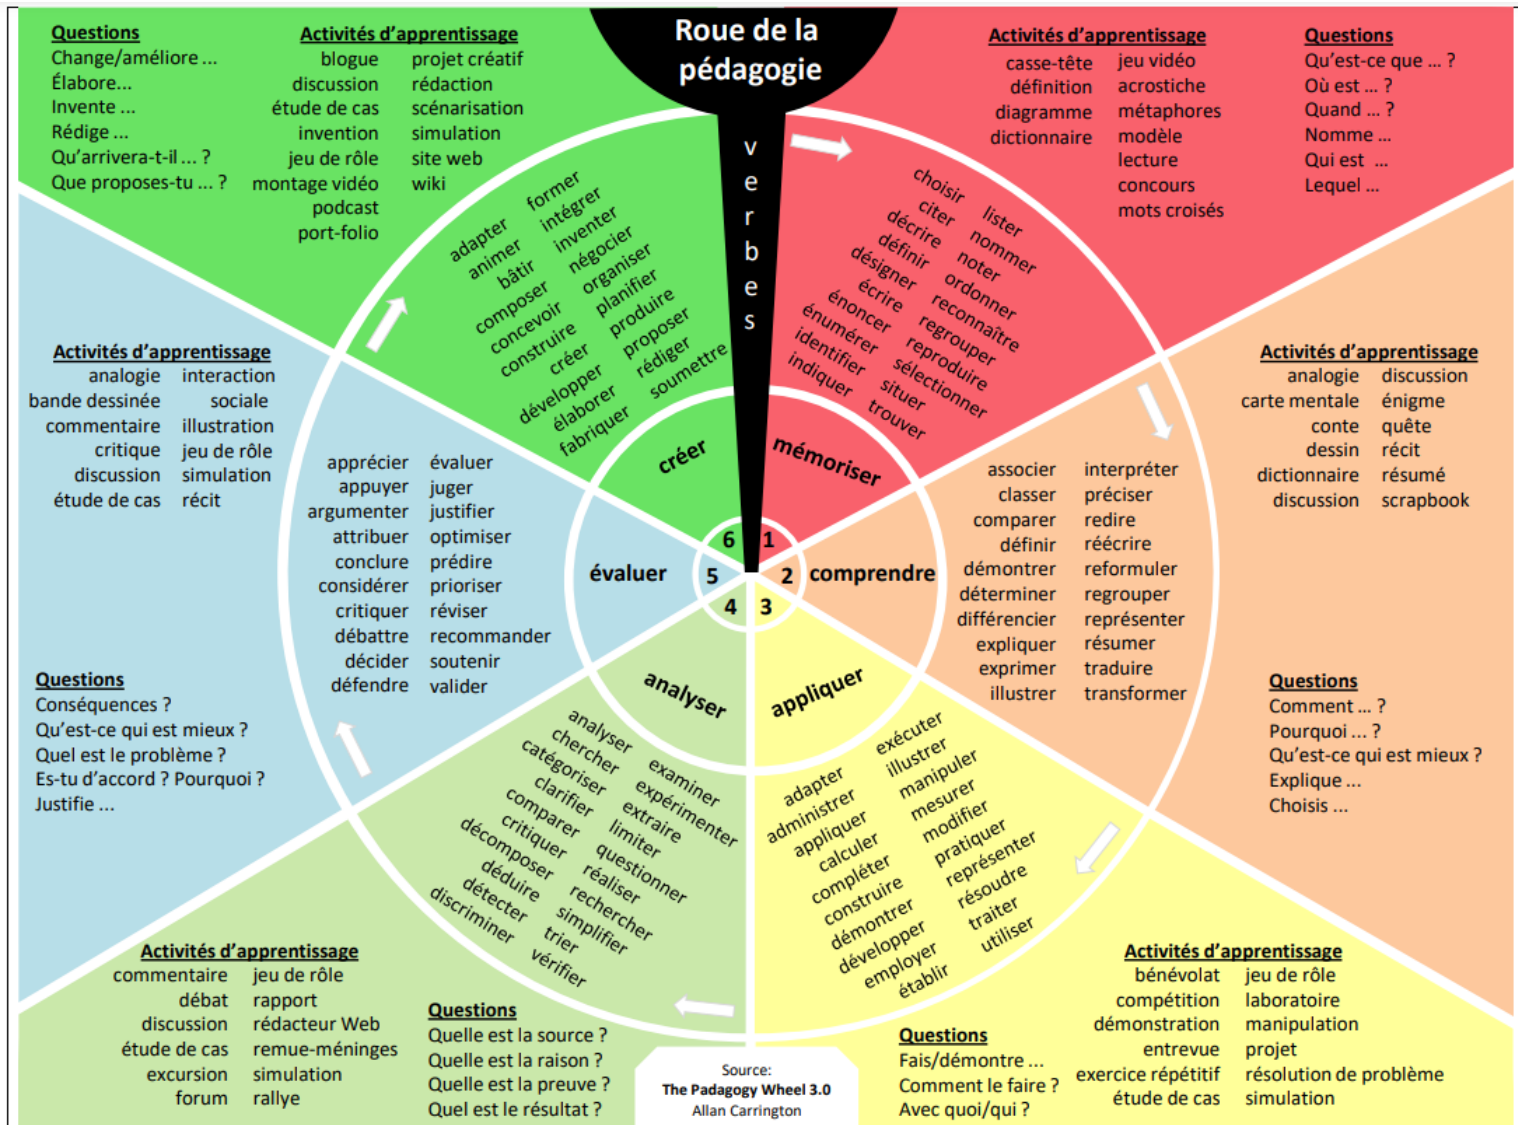 Roue de la
pédagogie
verbes
Activités d'apprentissage
casse-tête
définition
diagramme
dictionnaire
jeu vidéo
acrostiche
métaphores
modèle
lecture
concours
mots croisés
Questions
Qu'est-ce que ... ?
Où est ... ?
Quand ... ?
Nomme ...
Qui est ...
Lequel ...
choisir
citer
décrire
définir
désigner
écrire
énoncer
énumérer
identifier
indiquer
lister
nommer
noter
ordonner
reconnaître
regrouper
reproduire
sélectionner
situer
trouver
mémoriser
1
Activités d'apprentissage
analogie
carte mentale
conte
dessin
dictionnaire
discussion
discussion
énigme
quête
récit
résumé
scrapbook
Questions
Comment ... ?
Pourquoi ... ?
Qu'est-ce qui est mieux ?
Explique ...
Choisis ...
associer
classer
comparer
définir
démontrer
déterminer
différencier
expliquer
exprimer
illustrer
interpréter
préciser
redire
réécrire
reformuler
regrouper
représenter
résumer
traduire
transformer
comprendre
2
appliquer
3
adapter
administrer
appliquer
calculer
compléter
construire
démontrer
développer
employer
établir
exécuter
illustrer
manipuler
mesurer
modifier
pratiquer
représenter
résoudre
traiter
utiliser
Activités d'apprentissage
bénévolat
compétition
démonstration
entrevue
exercice répétitif
étude de cas
jeu de rôle
laboratoire
manipulation
projet
résolution de problème
simulation
Questions
Fais/démontre ...
Comment le faire ?
Avec quoi/qui ?
analyser
4
analyser
chercher
catégoriser
clarifier
comparer
critiquer
décomposer
déduire
détecter
discriminer
examiner
expérimenter
extraire
limiter
questionner
réaliser
rechercher
simplifier
trier
vérifier
Activités d'apprentissage
commentaire
débat
discussion
étude de cas
excursion
forum
jeu de rôle
rapport
rédacteur Web
remue-méninges
simulation
rallye
Questions
Quelle est la source ?
Quelle est la raison ?
Quelle est la preuve ?
Quel est le résultat ?
évaluer
5
apprécier
appuyer
argumenter
attribuer
conclure
considérer
critiquer
débattre
décider
défendre
évaluer
juger
justifier
optimiser
prédire
prioriser
réviser
recommander
soutenir
valider
Activités d'apprentissage
analogie
bande dessinée
commentaire
critique
discussion
étude de cas
interaction
sociale
illustration
jeu de rôle
simulation
récit
Questions
Conséquences ?
Qu'est-ce qui est mieux ?
Quel est le problème ?
Es-tu d'accord ? Pourquoi ?
Justifie ...
créer
6
adapter
animer
bâtir
composer
concevoir
construire
créer
développer
élaborer
fabriquer
former
intégrer
inventer
négocier
organiser
planifier
produire
proposer
rédiger
soumettre
Questions
Change/améliore ...
Élabore...
Invente ...
Rédige ...
Qu'arrivera-t-il ... ?
Que proposes-tu ... ?
Activités d'apprentissage
blogue
discussion
étude de cas
invention
jeu de rôle
montage vidéo
podcast
port-folio
projet créatif
rédaction
scénarisation
simulation
site web
wiki
Source:
The Padagogy Wheel 3.0
Allan Carrington